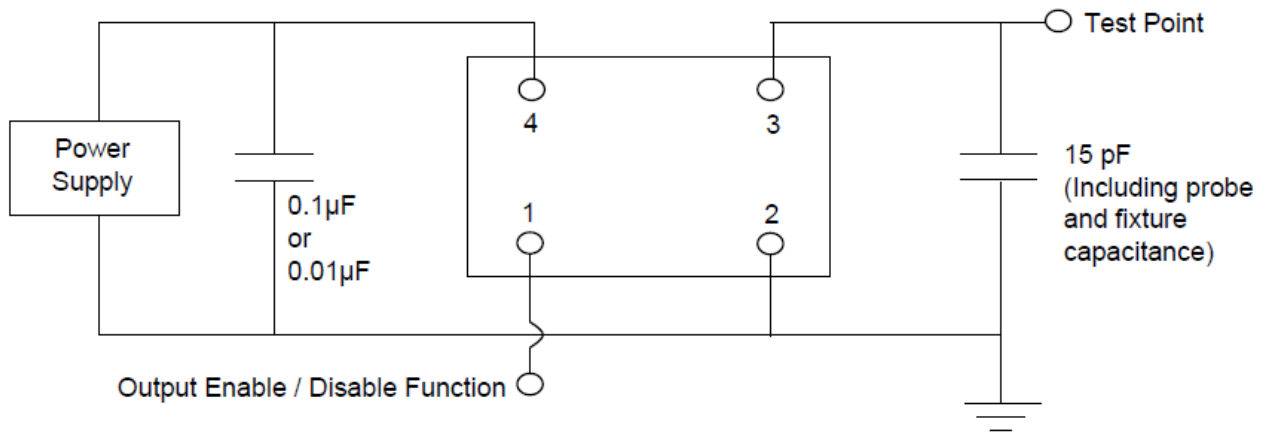 Test Point
4
3
Power
Supply
15 pF
(Including probe
and fixture
capacitance)
0.1µF
or
0.01µF
1
2
Output Enable / Disable Function